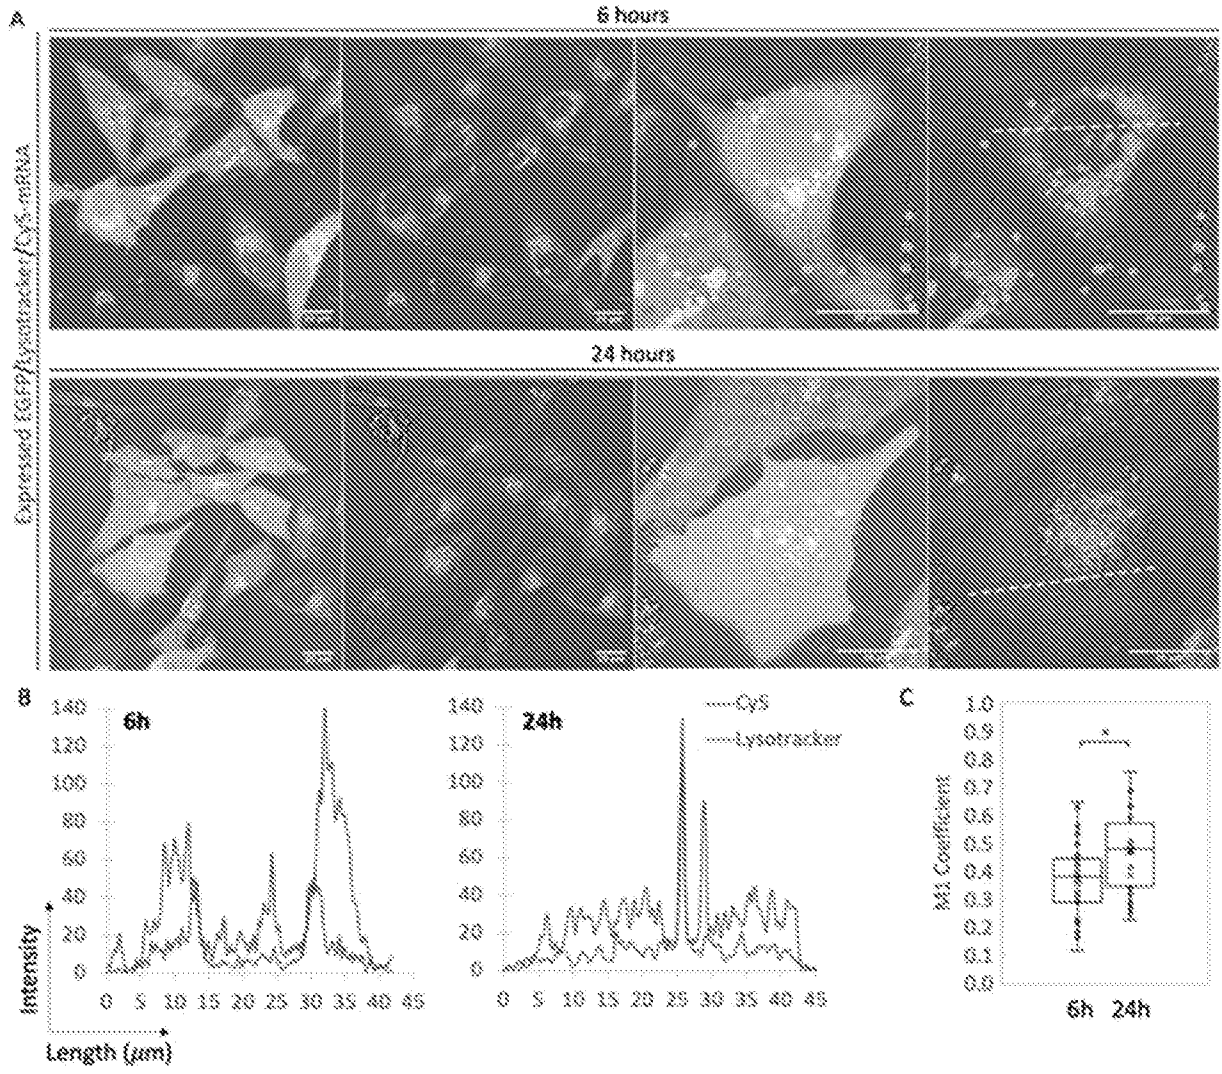 A
6 hours
Expressed EGFP/Lysotracker/Cy5-mRNA
24 hours
B
6h
140
120
100
80
60
40
20
0
0 5 10 15 20 25 30 35 40 45
Intensity
Length (μm)
24h
Cy5
Lysotracker
140
120
100
80
60
40
20
0
0 5 10 15 20 25 30 35 40 45
C
M1 Coefficient
1.0
0.9
0.8
0.7
0.6
0.5
0.4
0.3
0.2
0.1
0.0
*
6h 24h